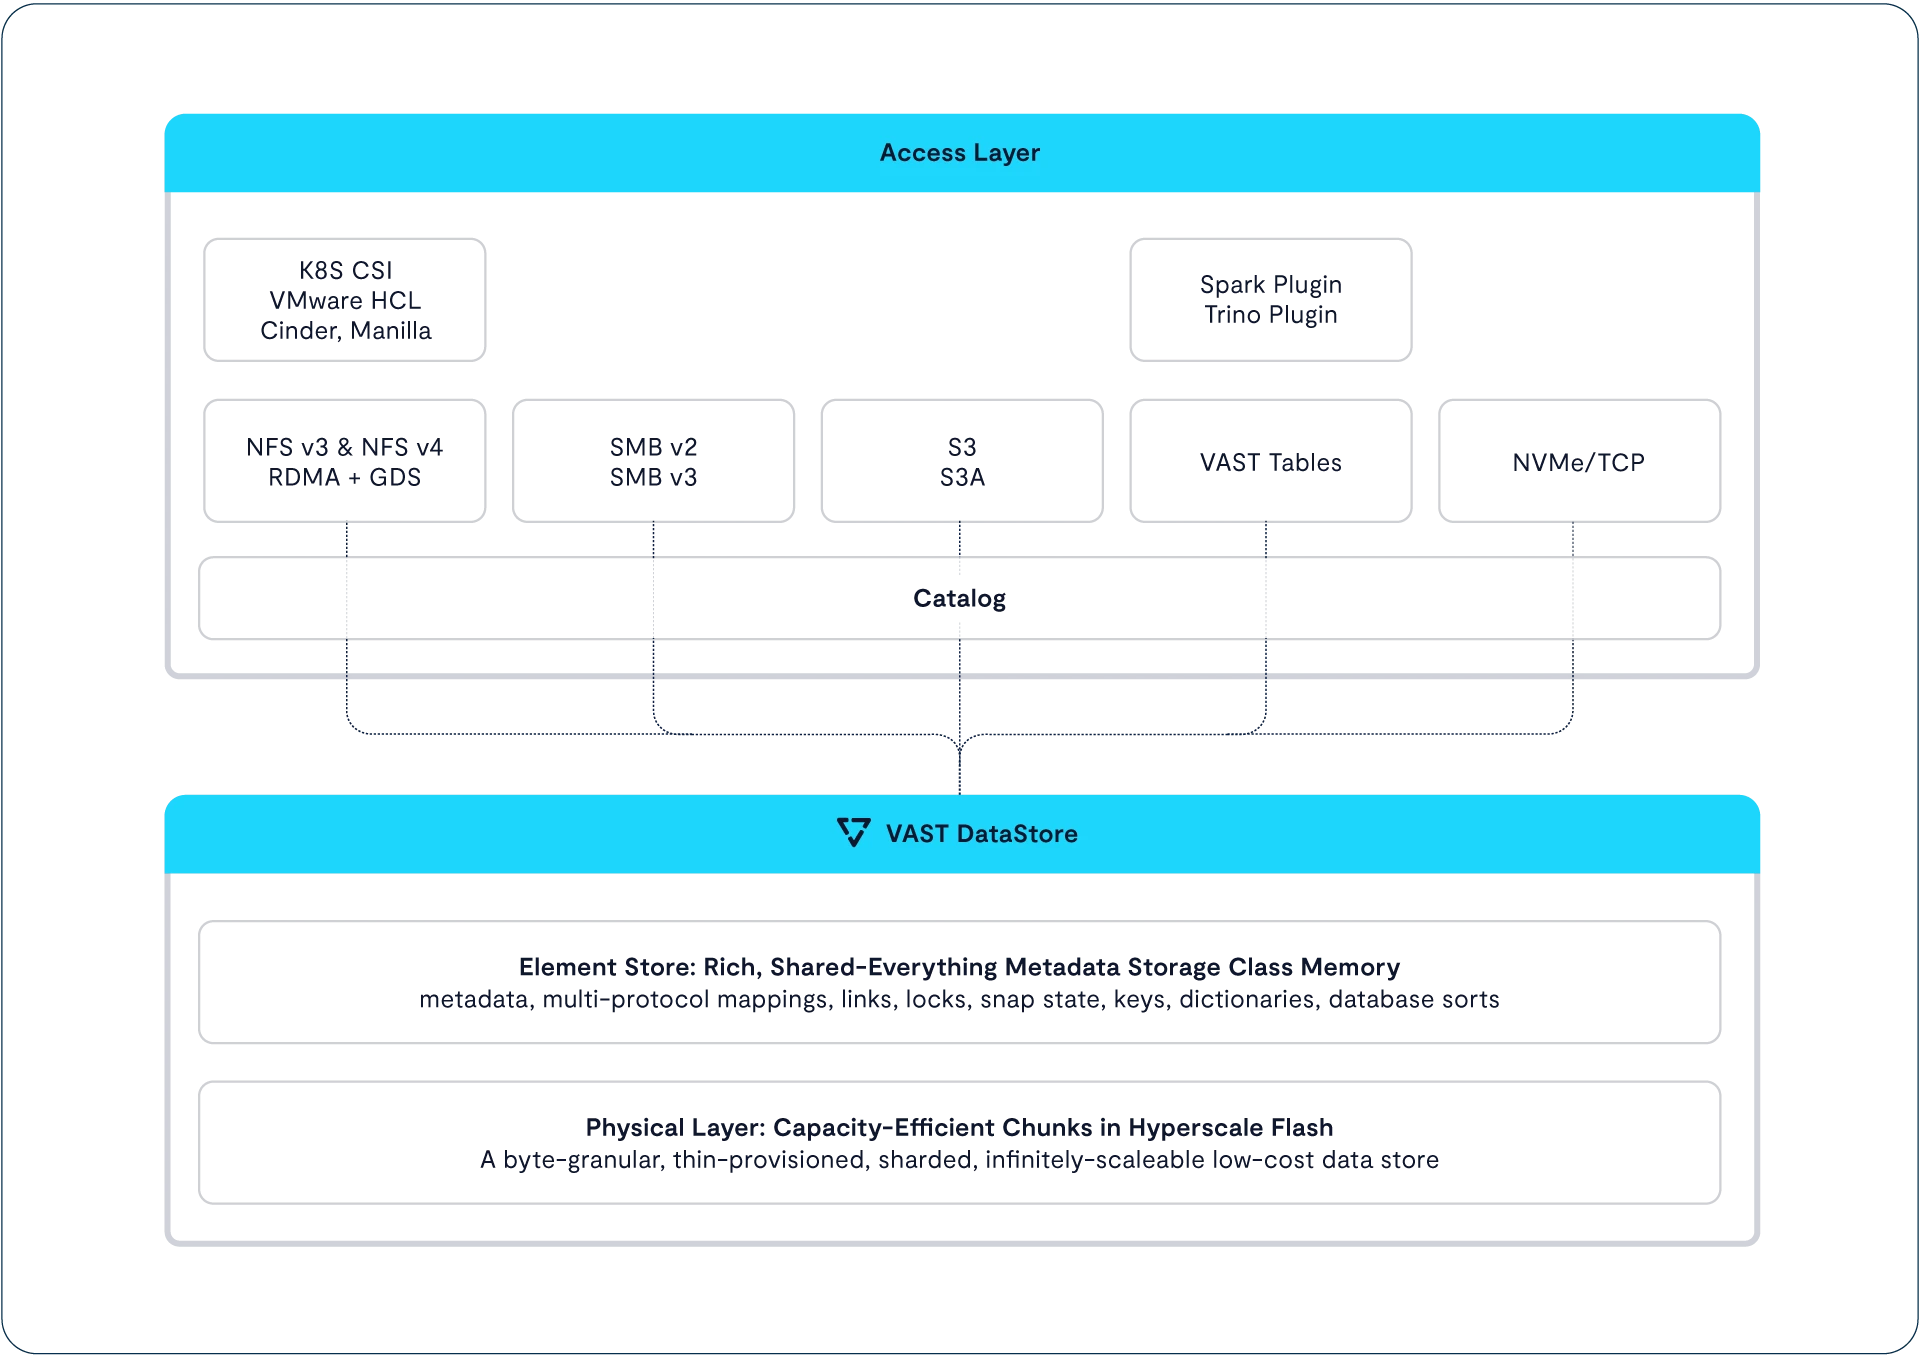 Access Layer
K8S CSI
VMware HCL
Cinder, Manilla
Spark Plugin
Trino Plugin
NFS v3 & NFS v4
RDMA + GDS
SMB v2
SMB v3
S3
S3A
VAST Tables
NVMe/TCP
Catalog
VAST DataStore
Element Store: Rich, Shared-Everything Metadata Storage Class Memory
metadata, multi-protocol mappings, links, locks, snap state, keys, dictionaries, database sorts
Physical Layer: Capacity-Efficient Chunks in Hyperscale Flash
A byte-granular, thin-provisioned, sharded, infinitely-scaleable low-cost data store